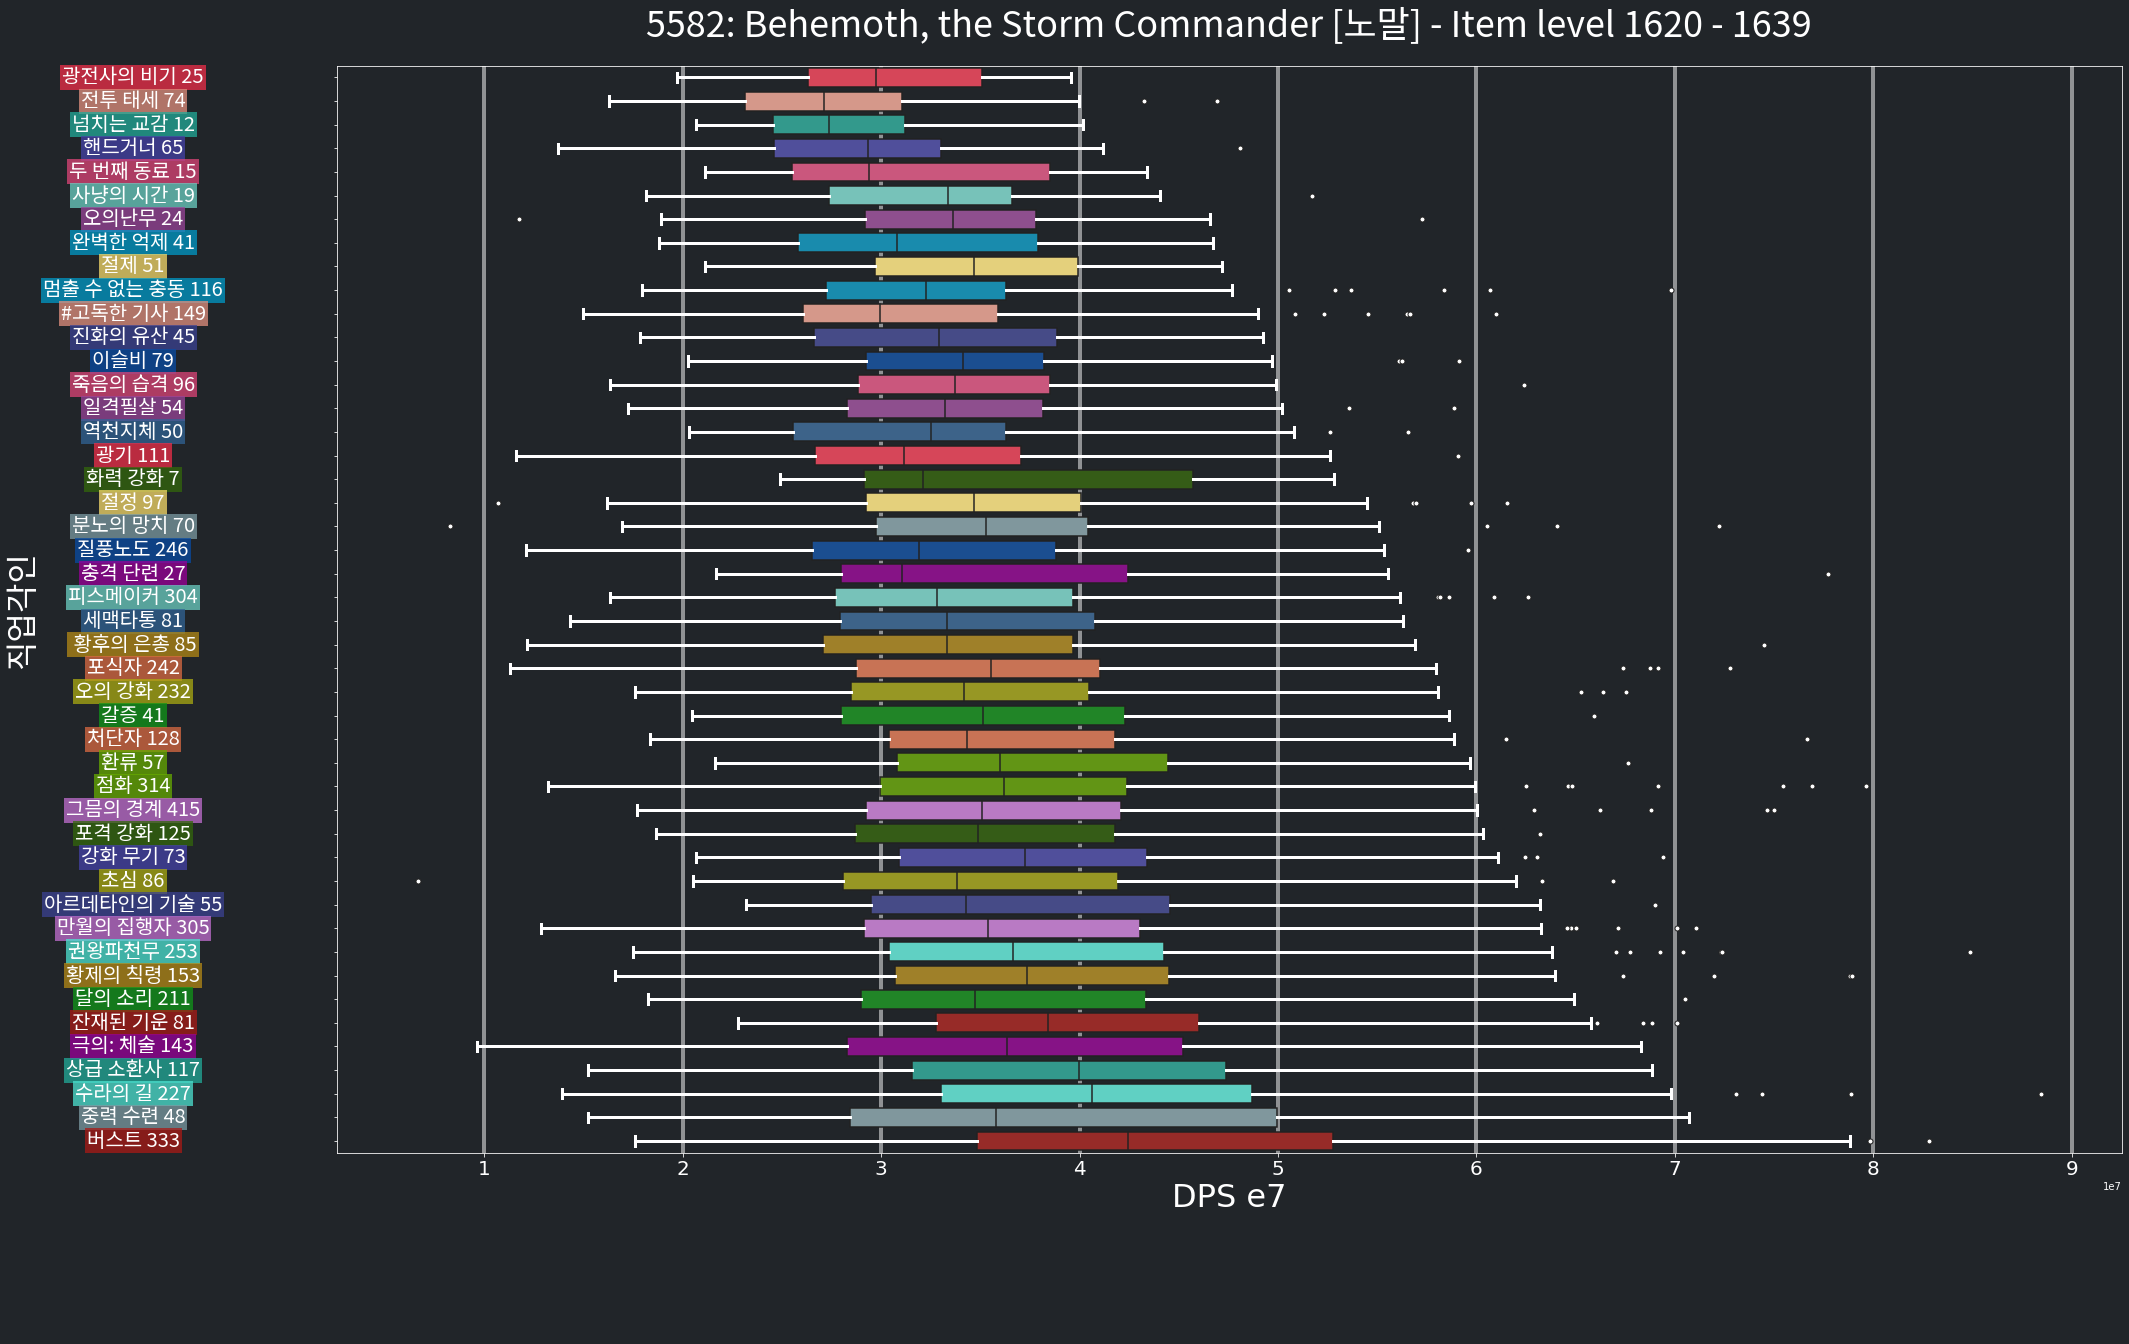 5582: Behemoth, the Storm Commander [노말] - Item level 1620 - 1639
직업각인
광전사의 비기 25
전투 태세 74
넘치는 교감 12
핸드거너 65
두 번째 동료 15
사냥의 시간 19
오의난무 24
완벽한 억제 41
절제 51
멈출 수 없는 충동 116
#고독한 기사 149
진화의 유산 45
이슬비 79
죽음의 습격 96
일격필살 54
역천지체 50
광기 111
화력 강화 7
절정 97
분노의 망치 70
질풍노도 246
충격 단련 27
피스메이커 304
세맥타통 81
황후의 은총 85
포식자 242
오의 강화 232
갈증 41
처단자 128
환류 57
점화 314
그믐의 경계 415
포격 강화 125
강화 무기 73
초심 86
아르데타인의 기술 55
만월의 집행자 305
권왕파천무 253
황제의 칙령 153
달의 소리 211
잔재된 기운 81
극의: 체술 143
상급 소환사 117
수라의 길 227
중력 수련 48
버스트 333
1 2 3 4 5 6 7 8 9
1e7
DPS e7